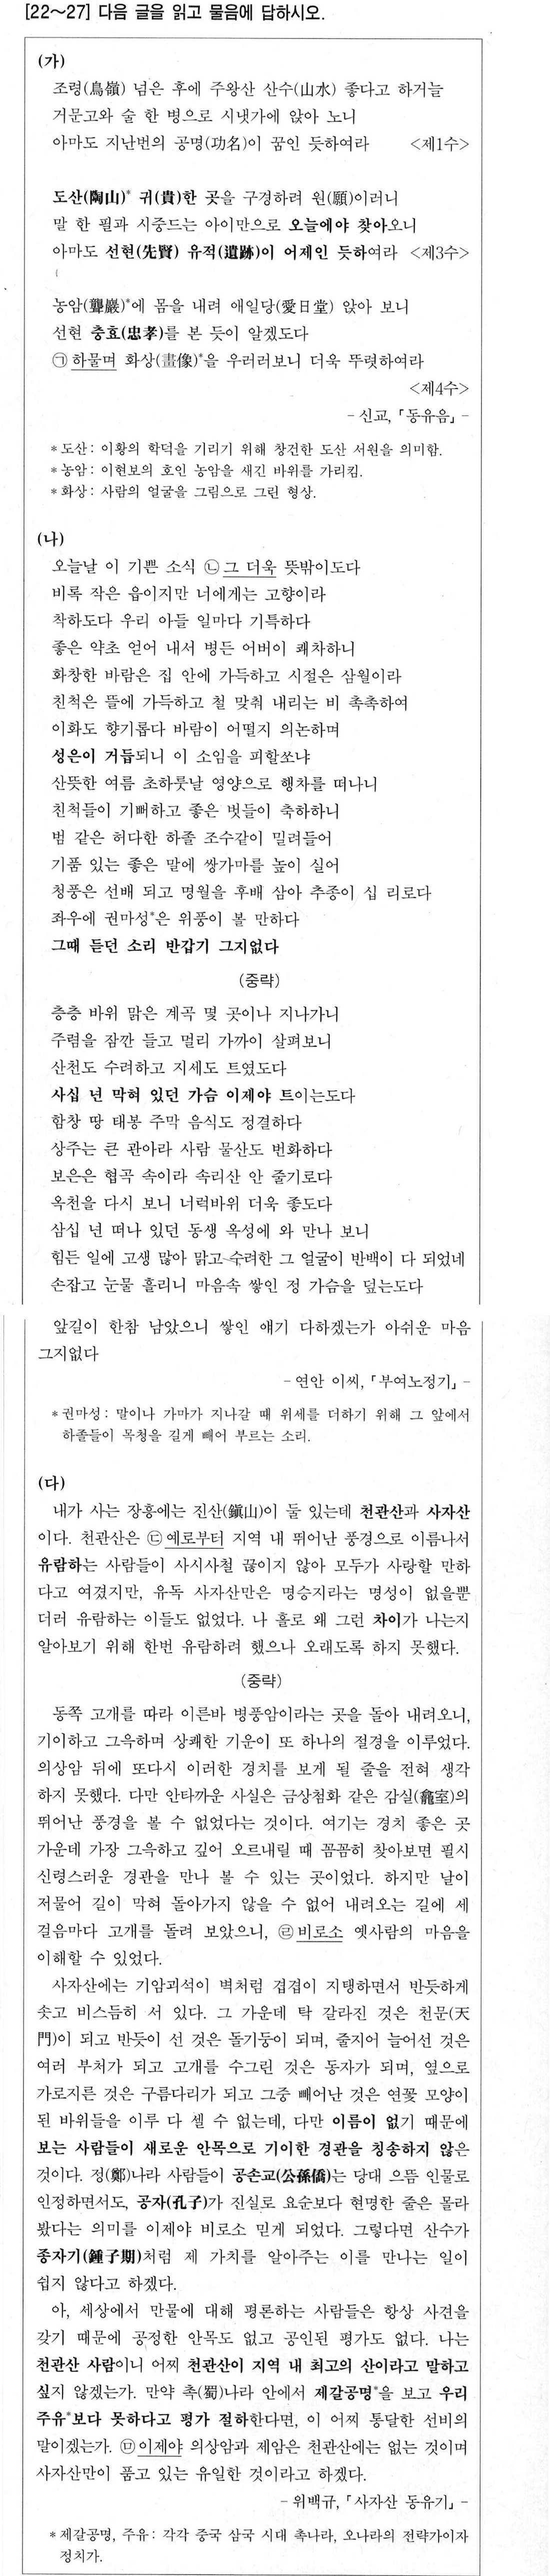 [22~27] 다음 글을 읽고 물음에 답하시오.
(가)
조령(鳥嶺) 넘은 후에 주왕산 산수(山水) 좋다고 하거늘
거문고와 술 한 병으로 시냇가에 앉아 노니
아마도 지난번의 공명(功名)이 꿈인 듯하여라 <제1수>
도산(陶山)* 귀(貴)한 곳을 구경하려 원(願)이러니
말 한 필과 시중드는 아이만으로 오늘에야 찾아오니
아마도 선현(先賢) 유적(遺跡)이 어제인 듯하여라 <제3수>
농암(聾巖)*에 몸을 내려 애일당(愛日堂) 앉아 보니
선현 충효(忠孝)를 본 듯이 알겠도다
㉠ 하물며 화상(畫像)*을 우러러보니 더욱 뚜렷하여라
<제4수>
- 신교, 「동유음」 -
* 도산: 이황의 학덕을 기리기 위해 창건한 도산 서원을 의미함.
* 농암: 이현보의 호인 농암을 새긴 바위를 가리킴.
* 화상: 사람의 얼굴을 그림으로 그린 형상.
(나)
오늘날 이 기쁜 소식 ㉡ 그 더욱 뜻밖이도다
비록 작은 읍이지만 너에게는 고향이라
착하도다 우리 아들 일마다 기특하다
좋은 약초 얻어 내서 병든 어버이 쾌차하니
화창한 바람은 집 안에 가득하고 시절은 삼월이라
친척은 뜰에 가득하고 철 맞춰 내리는 비 촉촉하여
이화도 향기롭다 바람이 어떨지 의논하며
성은이 거듭되니 이 소임을 피할쏘냐
산뜻한 여름 초하룻날 영양으로 행차를 떠나니
친척들이 기뻐하고 좋은 벗들이 축하하니
범 같은 허다한 하졸 조수같이 밀려들어
기품 있는 좋은 말에 쌍가마를 높이 실어
청풍은 선배 되고 명월을 후배 삼아 추종이 십 리로다
좌우에 권마성*은 위풍이 볼 만하다
그때 듣던 소리 반갑기 그지없다
(중략)
층층 바위 맑은 계곡 몇 곳이나 지나가니
주렴을 잠깐 들고 멀리 가까이 살펴보니
산천도 수려하고 지세도 트였도다
사십 년 막혀 있던 가슴 이제야 트이는도다
함창 땅 태봉 주막 음식도 정결하다
상주는 큰 관아라 사람 물산도 번화하다
보은은 협곡 속이라 속리산 안 줄기로다
옥천을 다시 보니 너럭바위 더욱 좋도다
삼십 년 떠나 있던 동생 옥성에 와 만나 보니
힘든 일에 고생 많아 맑고 수려한 그 얼굴이 반백이 다 되었네
손잡고 눈물 흘리니 마음속 쌓인 정 가슴을 덮는도다
앞길이 한참 남았으니 쌓인 얘기 다하겠는가 아쉬운 마음
그지없다
- 연안 이씨, 「부여노정기」 -
* 권마성: 말이나 가마가 지나갈 때 위세를 더하기 위해 그 앞에서
하졸들이 목청을 길게 빼어 부르는 소리.
(다)
내가 사는 장흥에는 진산(鎭山)이 둘 있는데 천관산과 사자산
이다. 천관산은 ㉢ 예로부터 지역 내 뛰어난 풍경으로 이름나서
유람하는 사람들이 사시사철 끊이지 않아 모두가 사랑할 만하
다고 여겼지만, 유독 사자산만은 명승지라는 명성이 없을뿐
더러 유람하는 이들도 없었다. 나 홀로 왜 그런 차이가 나는지
알아보기 위해 한번 유람하려 했으나 오래도록 하지 못했다.
(중략)
동쪽 고개를 따라 이른바 병풍암이라는 곳을 돌아 내려오니,
기이하고 그윽하며 상쾌한 기운이 또 하나의 절경을 이루었다.
의상암 뒤에 또다시 이러한 경치를 보게 될 줄을 전혀 생각
하지 못했다. 다만 안타까운 사실은 금상첨화 같은 감실(龕室)의
뛰어난 풍경을 볼 수 없었다는 것이다. 여기는 경치 좋은 곳
가운데 가장 그윽하고 깊어 오르내릴 때 꼼꼼히 찾아보면 필시
신령스러운 경관을 만나 볼 수 있는 곳이었다. 하지만 날이
저물어 길이 막혀 돌아가지 않을 수 없어 내려오는 길에 세
걸음마다 고개를 돌려 보았으니, ㉣ 비로소 옛사람의 마음을
이해할 수 있었다.
사자산에는 기암괴석이 벽처럼 겹겹이 지탱하면서 반듯하게
솟고 비스듬히 서 있다. 그 가운데 탁 갈라진 것은 천문(天
門)이 되고 반듯이 선 것은 돌기둥이 되며, 줄지어 늘어선 것은
여러 부처가 되고 고개를 수그린 것은 동자가 되며, 옆으로
가로지른 것은 구름다리가 되고 그중 빼어난 것은 연꽃 모양이
된 바위들을 이루 다 셀 수 없는데, 다만 이름이 없기 때문에
보는 사람들이 새로운 안목으로 기이한 경관을 칭송하지 않은
것이다. 정(鄭)나라 사람들이 공손교(公孫僑)는 당대 으뜸 인물로
인정하면서도, 공자(孔子)가 진실로 요순보다 현명한 줄은 몰라
봤다는 의미를 이제야 비로소 믿게 되었다. 그렇다면 산수가
종자기(鍾子期)처럼 제 가치를 알아주는 이를 만나는 일이
쉽지 않다고 하겠다.
아, 세상에서 만물에 대해 평론하는 사람들은 항상 사견을
갖기 때문에 공정한 안목도 없고 공인된 평가도 없다. 나는
천관산 사람이니 어찌 천관산이 지역 내 최고의 산이라고 말하고
싶지 않겠는가. 만약 촉(蜀)나라 안에서 제갈공명*을 보고 우리
주유*보다 못하다고 평가 절하한다면, 이 어찌 통달한 선비의
말이겠는가. ㉤ 이제야 의상암과 제암은 천관산에는 없는 것이며
사자산만이 품고 있는 유일한 것이라고 하겠다.
- 위백규, 「사자산 동유기」 -
* 제갈공명, 주유: 각각 중국 삼국 시대 촉나라, 오나라의 전략가이자
정치가.